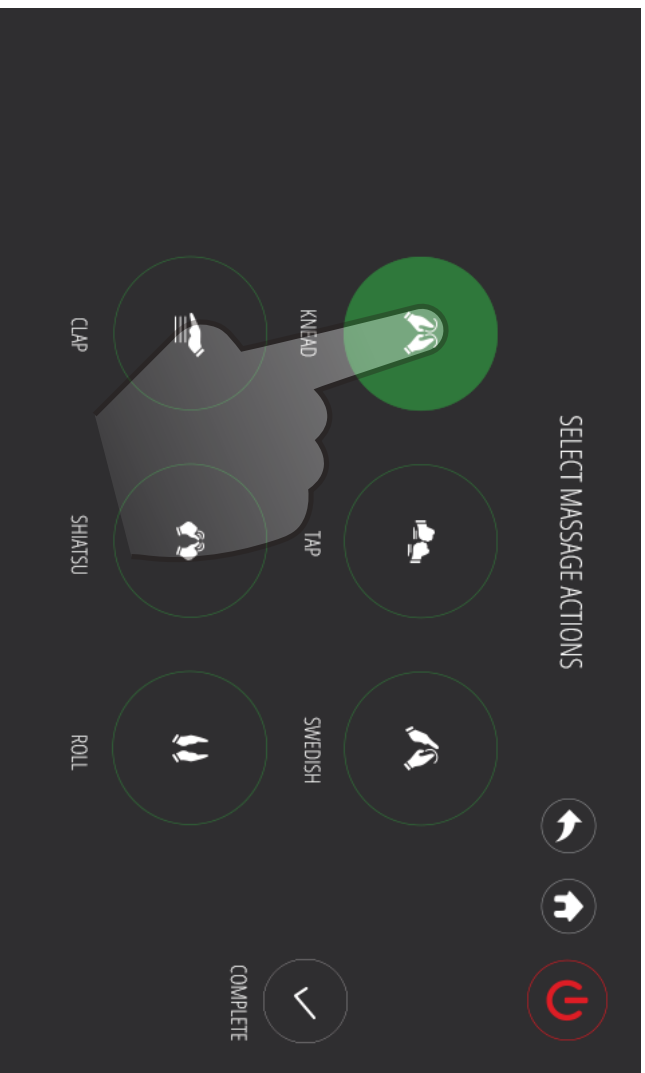 SELECT MASSAGE ACTIONS
KNEAD
TAP
SWEDISH
CLAP
SHIATSU
ROLL
COMPLETE